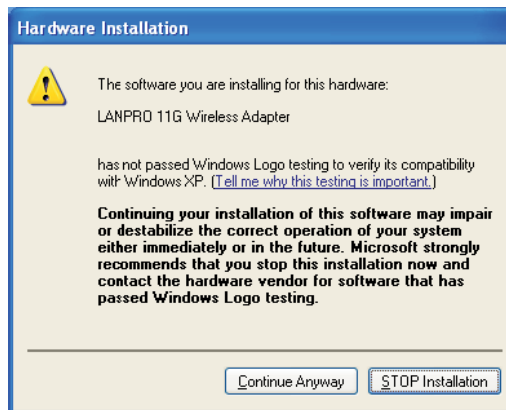 Hardware Installation
The software you are installing for this hardware:
LANPRO 11G Wireless Adapter
has not passed Windows Logo testing to verify its compatibility
with Windows XP. (Tell me why this testing is important.)
Continuing your installation of this software may impair
or destabilize the correct operation of your system
either immediately or in the future. Microsoft strongly
recommends that you stop this installation now and
contact the hardware vendor for software that has
passed Windows Logo testing.
Continue Anyway
STOP Installation